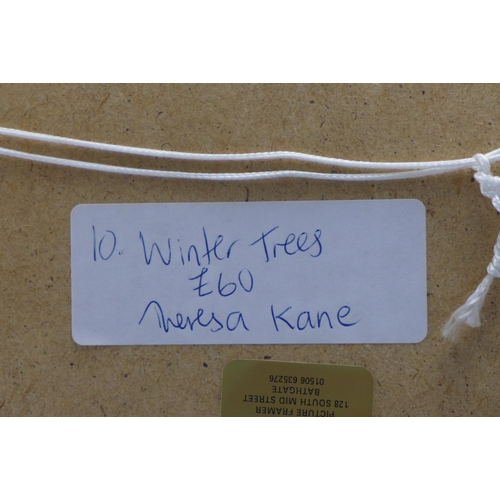 10. Winter Trees
£60
Theresa Kane
PICTURE FRAMER
128 SOUTH MID STREET
BATHGATE
01506 635276